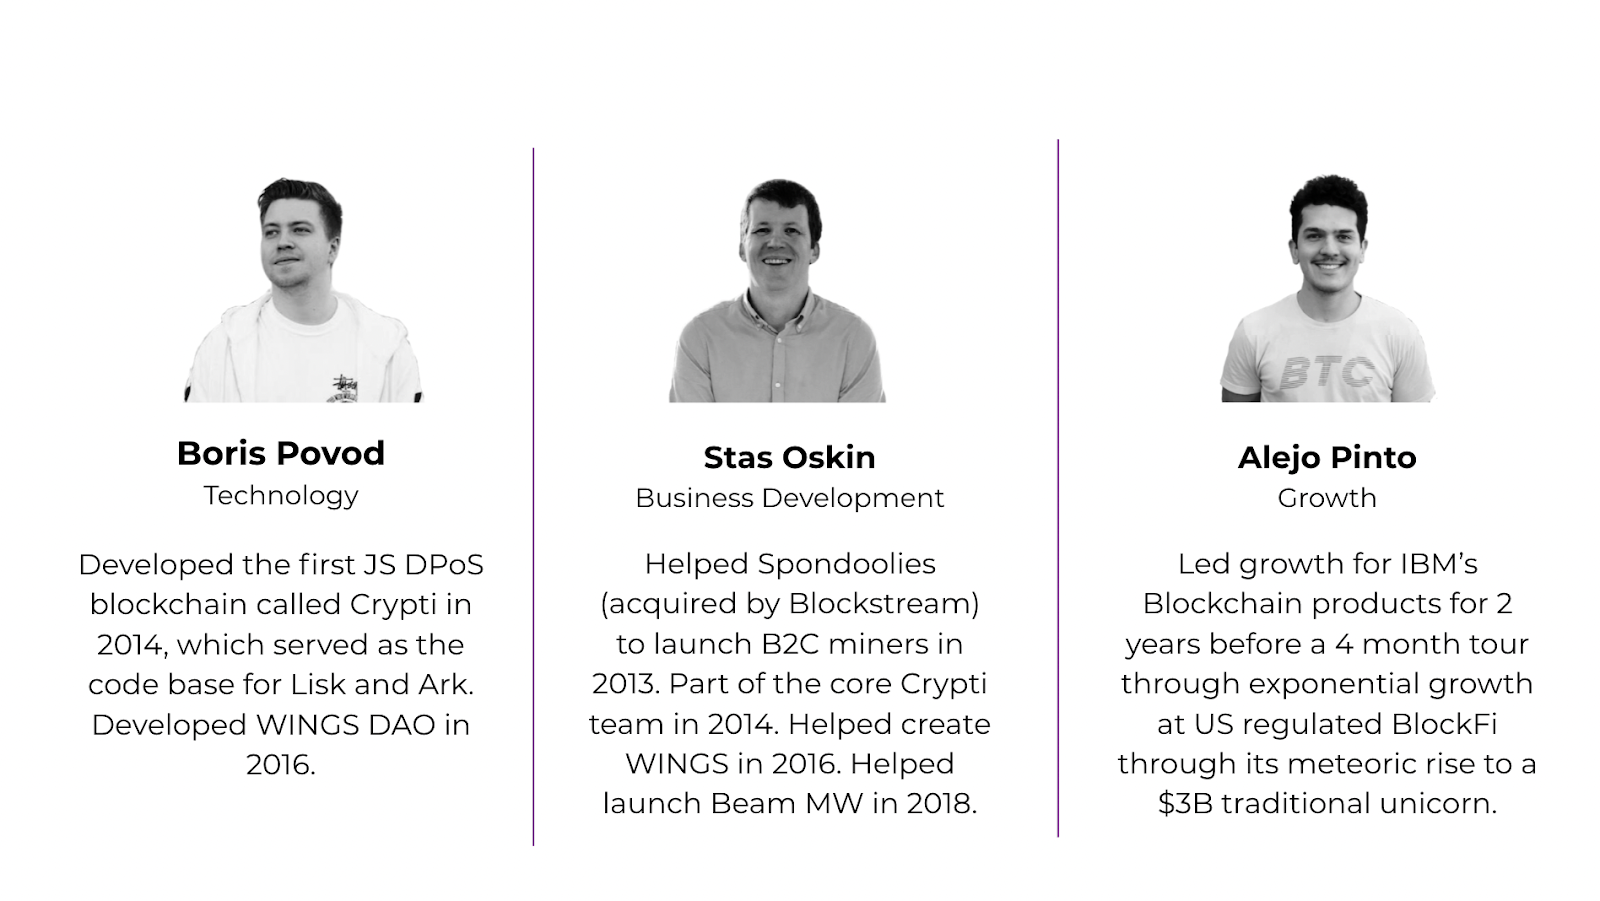 BTC
Boris Povod
Technology
Developed the first JS DPoS
blockchain called Crypti in
2014, which served as the
code base for Lisk and Ark.
Developed WINGS DAO in
2016.
Stas Oskin
Business Development
Helped Spondoolies
(acquired by Blockstream)
to launch B2C miners in
2013. Part of the core Crypti
team in 2014. Helped create
WINGS in 2016. Helped
launch Beam MW in 2018.
Alejo Pinto
Growth
Led growth for IBM’s
Blockchain products for 2
years before a 4 month tour
through exponential growth
at US regulated BlockFi
through its meteoric rise to a
$3B traditional unicorn.